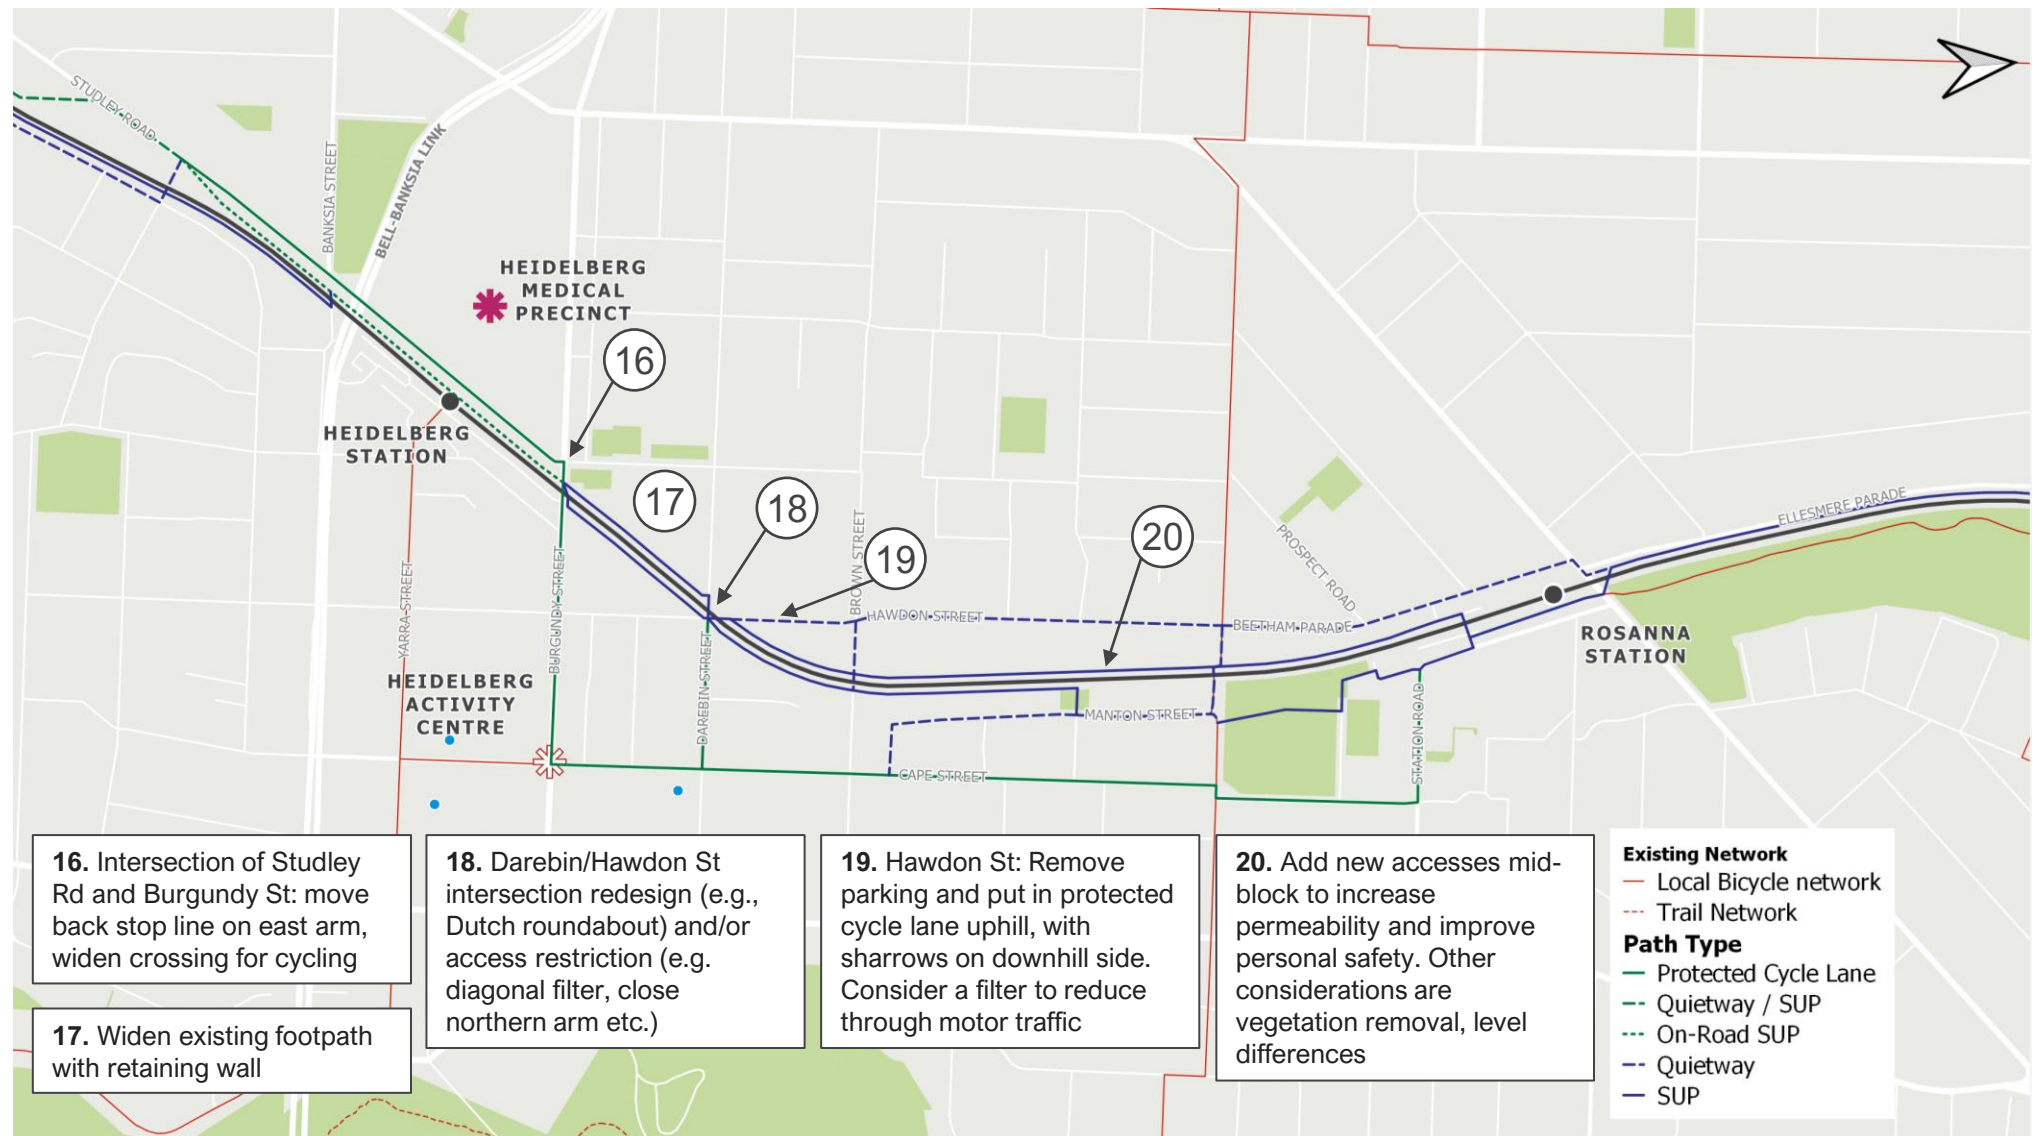 STUDLEY ROAD
BANKSIA STREET
BELL-BANKSIA LINK
HEIDELBERG
MEDICAL
PRECINCT
16
HEIDELBERG
STATION
17
18
19
20
BROWN STREET
HAWDON STREET
PROSPECT ROAD
BEETHAM PARADE
ELLESMERE PARADE
ROSANNA
STATION
YARRA STREET
BURGUNDY STREET
DAREBIN STREET
HEIDELBERG
ACTIVITY
CENTRE
MANTON STREET
CAPE STREET
STATION ROAD
16. Intersection of Studley
Rd and Burgundy St: move
back stop line on east arm,
widen crossing for cycling
17. Widen existing footpath
with retaining wall
18. Darebin/Hawdon St
intersection redesign (e.g.,
Dutch roundabout) and/or
access restriction (e.g.
diagonal filter, close
northern arm etc.)
19. Hawdon St: Remove
parking and put in protected
cycle lane uphill, with
sharrows on downhill side.
Consider a filter to reduce
through motor traffic
20. Add new accesses mid-
block to increase
permeability and improve
personal safety. Other
considerations are
vegetation removal, level
differences
Existing Network
Local Bicycle network
Trail Network
Path Type
Protected Cycle Lane
Quietway / SUP
On-Road SUP
Quietway
SUP